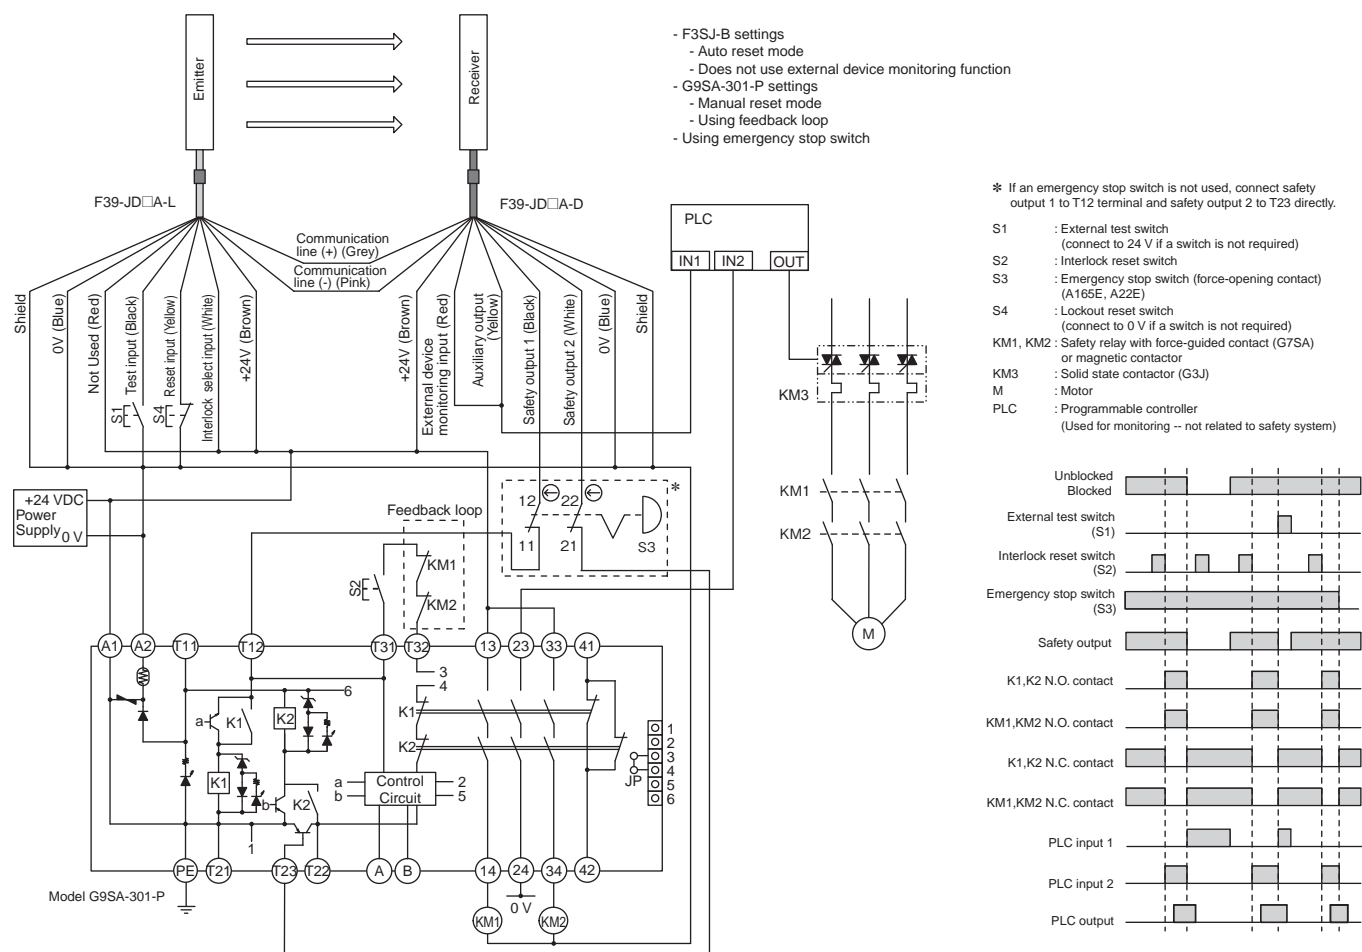 - F3SJ-B settings
- Auto reset mode
- Does not use external device monitoring function
- G9SA-301-P settings
- Manual reset mode
- Using feedback loop
- Using emergency stop switch
Emitter
Receiver
F39-JD□A-L
F39-JD□A-D
Communication
line (+) (Grey)
Communication
line (-) (Pink)
Shield
0V (Blue)
Not Used (Red)
Test input (Black)
Reset input (Yellow)
Interlock select input (White)
+24V (Brown)
+24V (Brown)
External device
monitoring input (Red)
Auxiliary output
(Yellow)
Safety output 1 (Black)
Safety output 2 (White)
0V (Blue)
Shield
S1
S4
PLC
IN1
IN2
OUT
KM3
KM1
KM2
M
+24 VDC
Power
Supply
0 V
Feedback loop
S2
KM1
KM2
12
22
11
21
S3
*
A1
A2
T11
T12
T31
T32
13
23
33
41
3
4
6
a
K1
K2
K1
K2
K1
b
K2
1
a
b
Control
Circuit
2
5
JP
1
2
3
4
5
6
PE
T21
T23
T22
A
B
14
24
34
42
Model G9SA-301-P
KM1
0 V
KM2
* If an emergency stop switch is not used, connect safety
output 1 to T12 terminal and safety output 2 to T23 directly.
S1 : External test switch
(connect to 24 V if a switch is not required)
S2 : Interlock reset switch
S3 : Emergency stop switch (force-opening contact)
(A165E, A22E)
S4 : Lockout reset switch
(connect to 0 V if a switch is not required)
KM1, KM2 : Safety relay with force-guided contact (G7SA)
or magnetic contactor
KM3 : Solid state contactor (G3J)
M : Motor
PLC : Programmable controller
(Used for monitoring -- not related to safety system)
Unblocked
Blocked
External test switch
(S1)
Interlock reset switch
(S2)
Emergency stop switch
(S3)
Safety output
K1,K2 N.O. contact
KM1,KM2 N.O. contact
K1,K2 N.C. contact
KM1,KM2 N.C. contact
PLC input 1
PLC input 2
PLC output